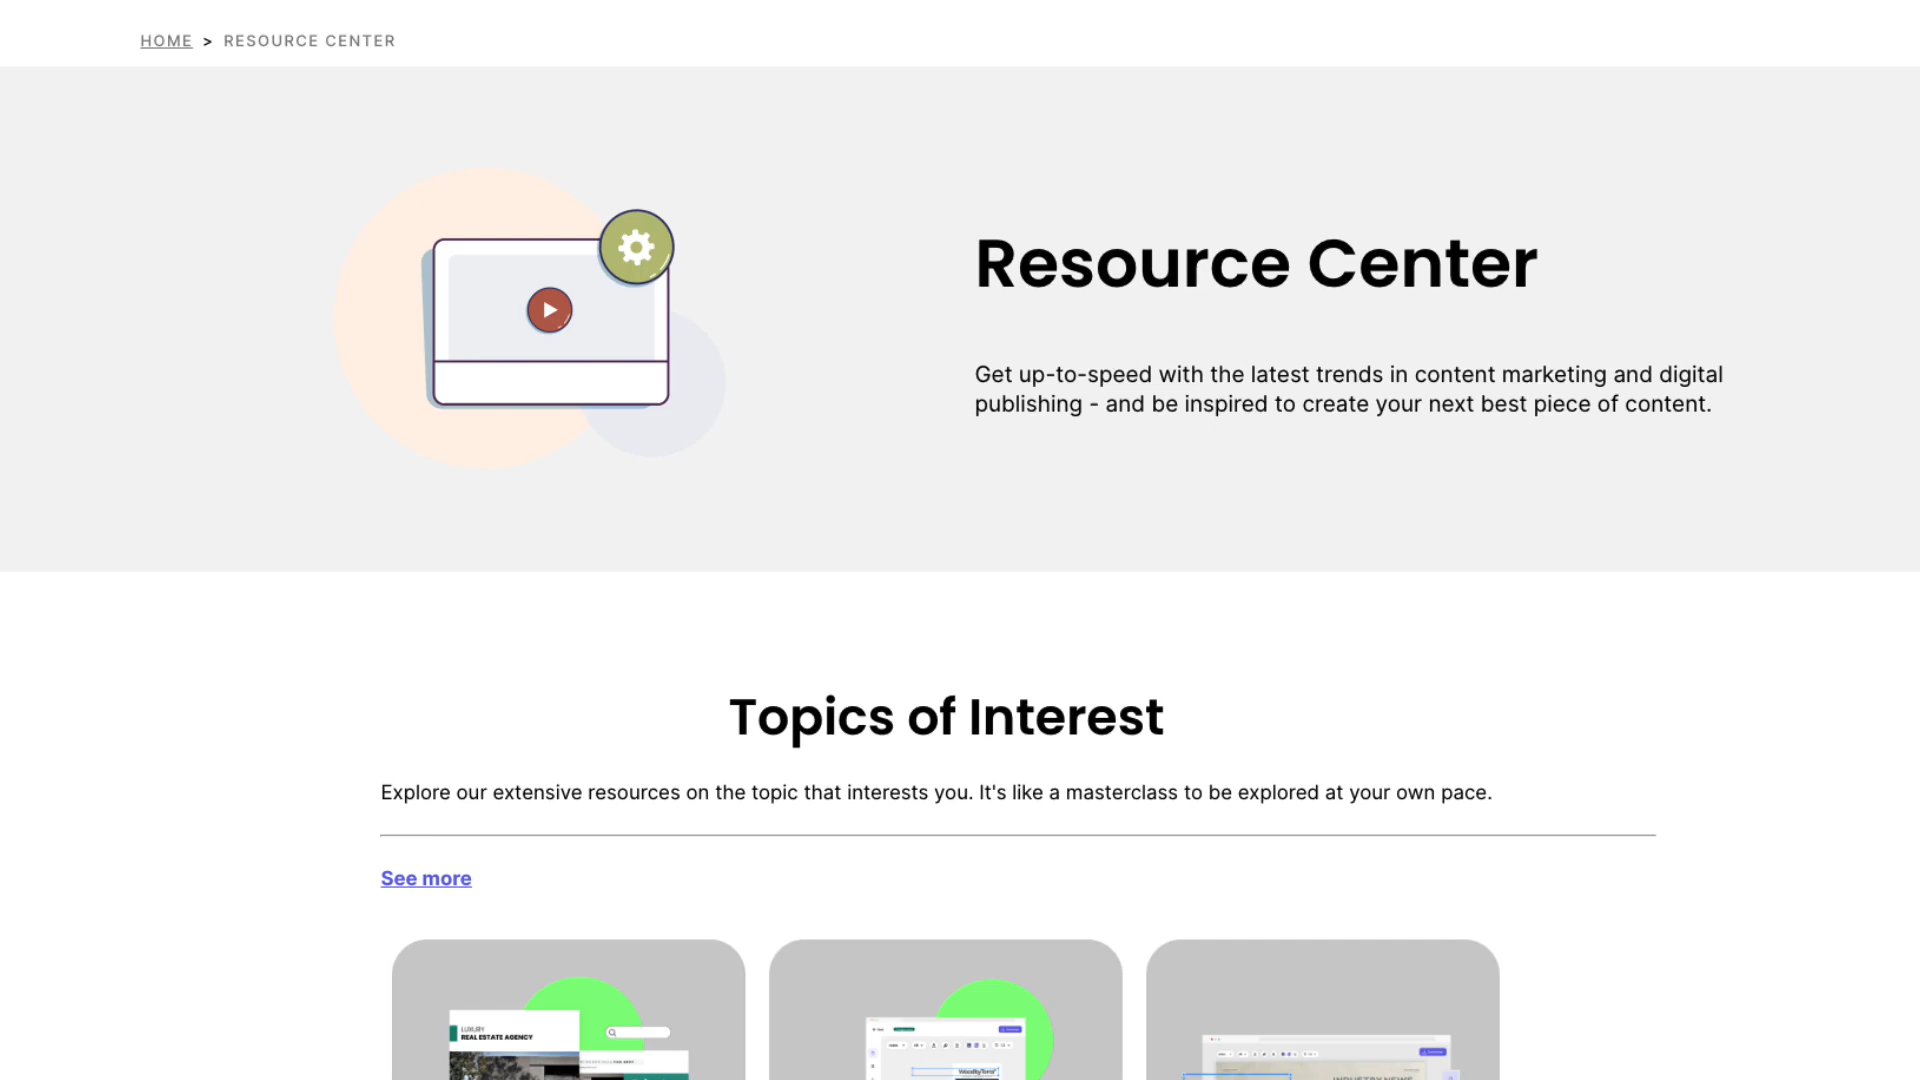 HOME > RESOURCE CENTER
Resource Center
Get up-to-speed with the latest trends in content marketing and digital
publishing - and be inspired to create your next best piece of content.
Topics of Interest
Explore our extensive resources on the topic that interests you. It's like a masterclass to be explored at your own pace.
See more
LUXURY
REAL ESTATE AGENCY
INDUSTRY NEWS